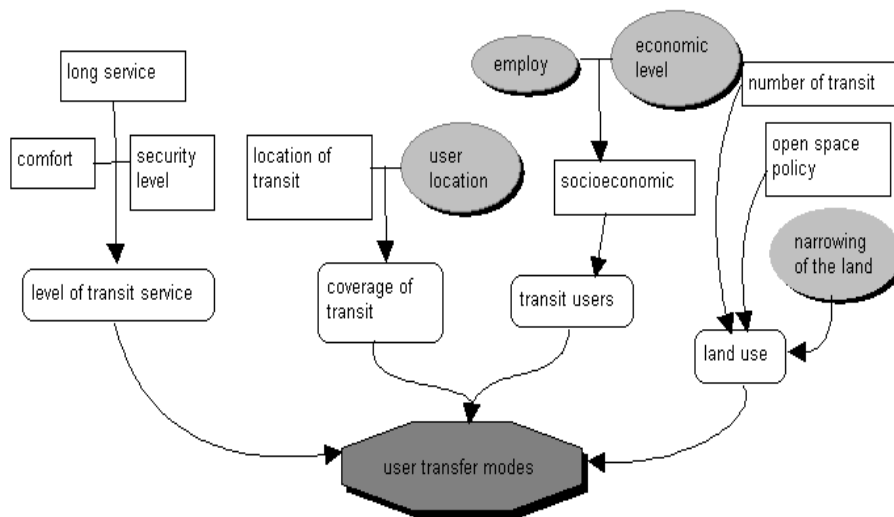 long service
comfort
security
level
location of
transit
user
location
employ
economic
level
number of transit
open space
policy
socioeconomic
narrowing
of the land
level of transit service
coverage of
transit
transit users
land use
user transfer modes